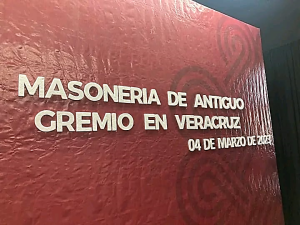 MASONERIA DE ANTIGUO
GREMIO EN VERACRUZ
04 DE MARZO DE 2023